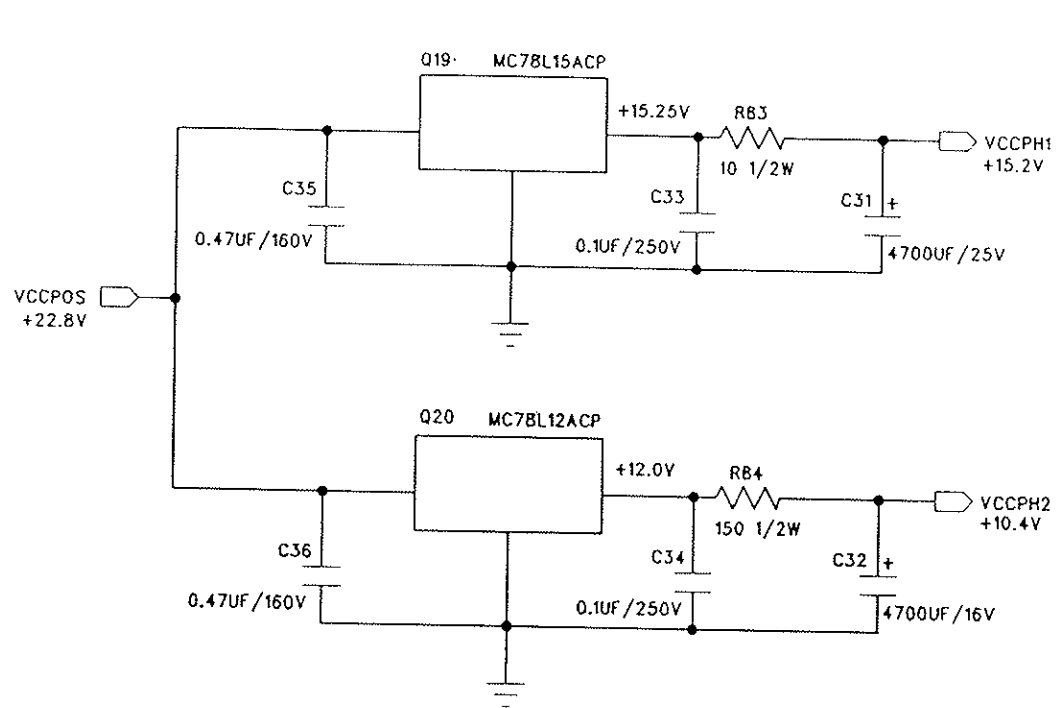 Q19 MC78L15ACP
+15.25V
R83
VCCPH1
+15.2V
10 1/2W
C35
C33
C31 +
0.47UF/160V
0.1UF/250V
4700UF/25V
VCCPOS
+22.8V
Q20 MC78L12ACP
+12.0V
R84
VCCPH2
+10.4V
150 1/2W
C36
C34
C32 +
0.47UF/160V
0.1UF/250V
4700UF/16V